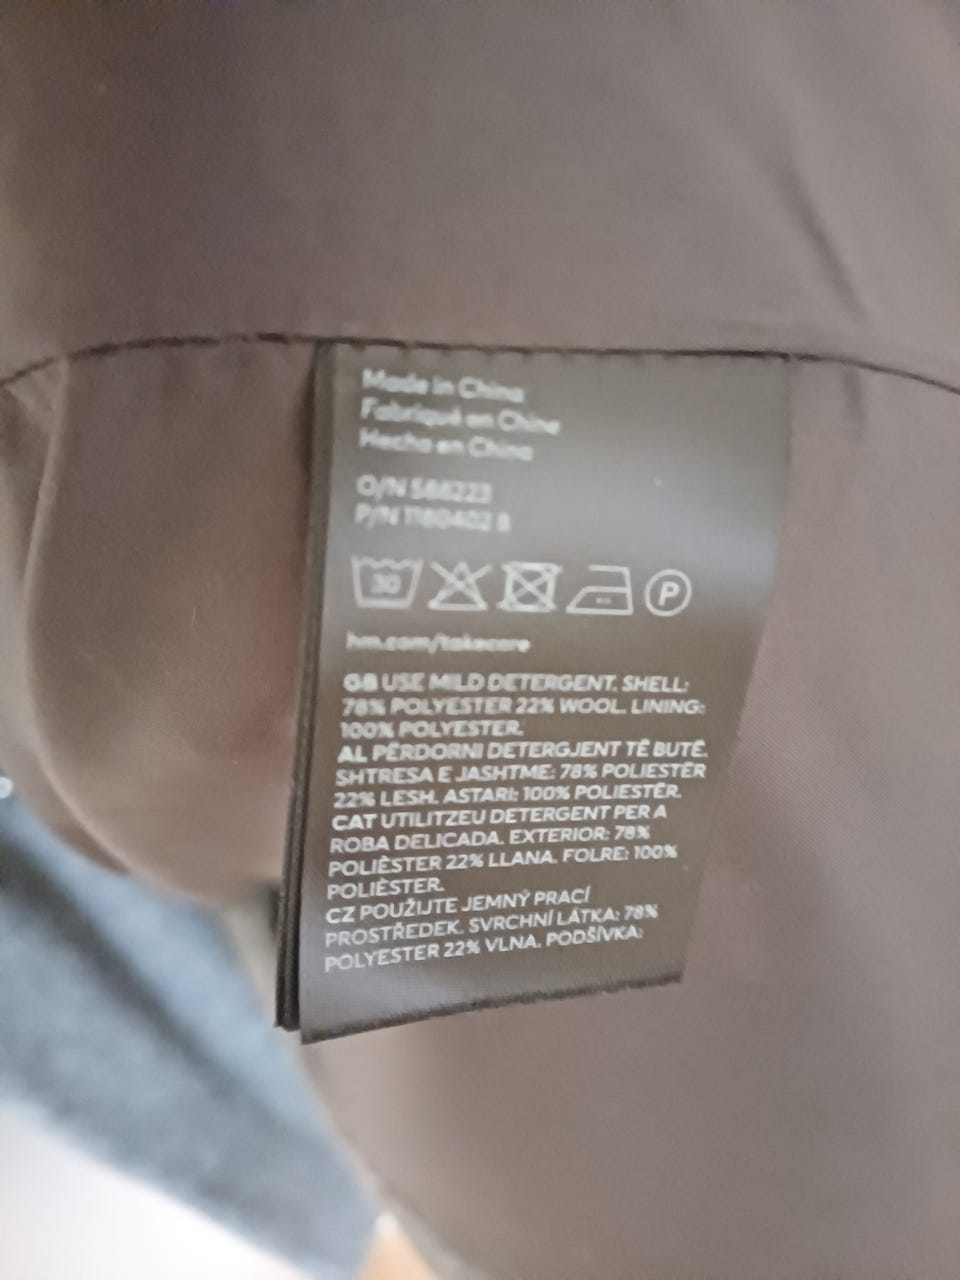 Made in China
Fabriqué en Chine
Hecho en China
O/N 588223
P/N 1180402 B
30
P
hm.com/takecare
GB USE MILD DETERGENT. SHELL:
78% POLYESTER 22% WOOL. LINING:
100% POLYESTER.
AL PËRDORNI DETERGJENT TË BUTË.
SHTRESA E JASHTME: 78% POLIESTËR
22% LESH. ASTARI: 100% POLIESTËR.
CAT UTILITZEU DETERGENT PER A
ROBA DELICADA. EXTERIOR: 78%
POLIÈSTER 22% LLANA. FOLRE: 100%
POLIÈSTER.
CZ POUŽIJTE JEMNÝ PRACÍ
PROSTŘEDEK. SVRCHNÍ LÁTKA: 78%
POLYESTER 22% VLNA. PODŠÍVKA: